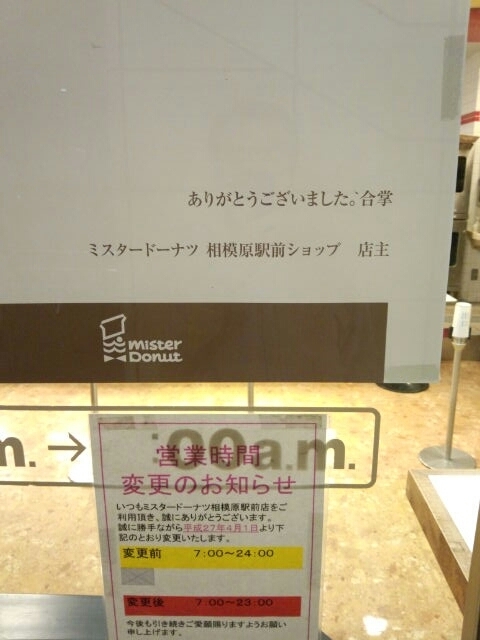 ありがとうございました。合掌
ミスタードーナツ 相模原駅前ショップ 店主
mister
Donut
m. → :00a.m.
営業時間
変更のお知らせ
いつもミスタードーナツ相模原駅前店をご
利用頂き、誠にありがとうございます。
誠に勝手ながら平成27年4月1日より下
記のとおり変更いたします。
変更前 7:00〜24:00
変更後 7:00〜23:00
今後も引き続きご愛顧賜りますようお願い
申し上げます。